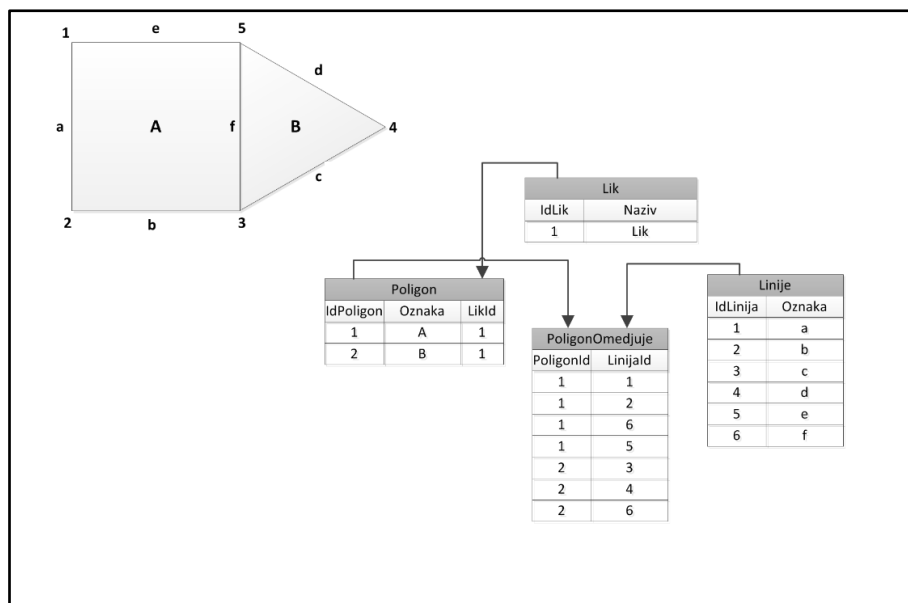 1 e 5
d
a A f B 4
c
2 b 3
Lik
IdLik Naziv
1 Lik
Poligon
IdPoligon Oznaka LikId
1 A 1
2 B 1
PoligonOmedjuje
PoligonId LinijaId
1 1
1 2
1 6
1 5
2 3
2 4
2 6
Linije
IdLinija Oznaka
1 a
2 b
3 c
4 d
5 e
6 f